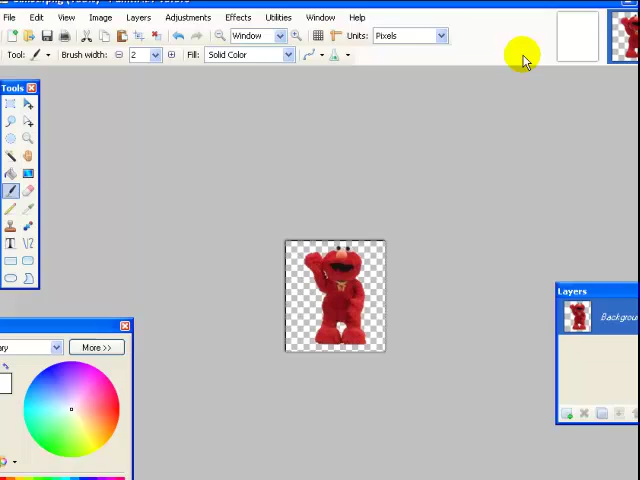 File Edit View Image Layers Adjustments Effects Utilities Window Help
Window Units: Pixels
Tool: Brush width: 2 Fill: Solid Color
Tools
Layers
Backgrou
More >>